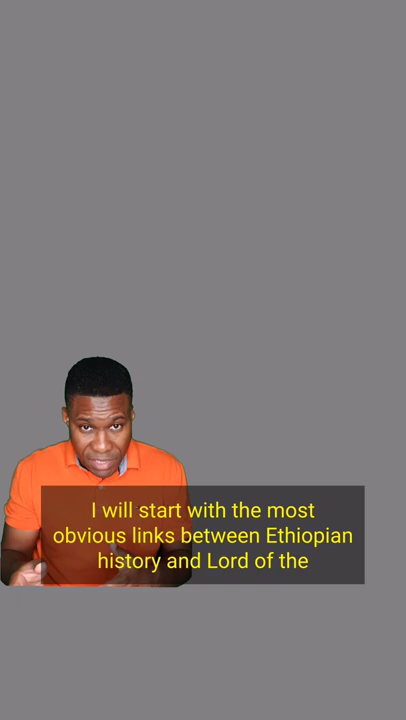 I will start with the most
obvious links between Ethiopian
history and Lord of the